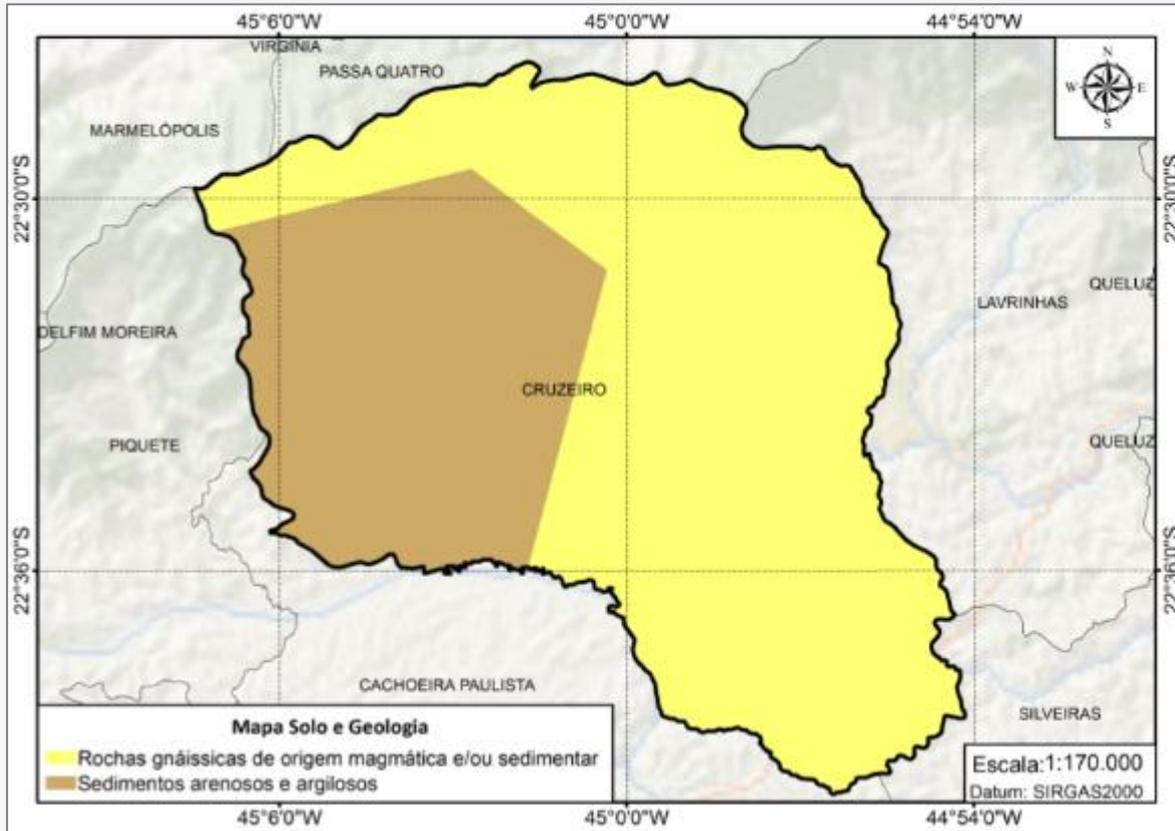 45°6'0"W
45°0'0"W
44°54'0"W
VIRGÍNIA
PASSA QUATRO
N
W
E
S
MARMELÓPOLIS
22°30'0"S
22°30'0"S
QUELUZ
LAVRINHAS
DELFIM MOREIRA
CRUZEIRO
PIQUETE
QUELUZ
22°36'0"S
22°36'0"S
CACHOEIRA PAULISTA
SILVEIRAS
Mapa Solo e Geologia
Rochas gnáissicas de origem magmática e/ou sedimentar
Sedimentos arenosos e argilosos
Escala:1:170.000
Datum: SIRGAS2000
45°6'0"W
45°0'0"W
44°54'0"W